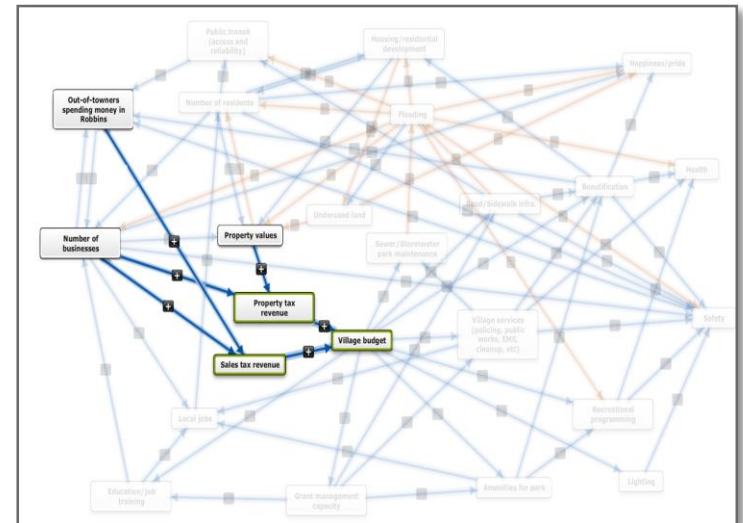 Public transit
(access and
reliability)
Housing/residential
development
Happiness/pride
Out-of-towners
spending money in
Robbins
Number of residents
Flooding
Health
Beautification
Road/Sidewalk infra.
Underused land
Number of
businesses
Property values
Sewer/Stormwater
park maintenance
+
+
+
+
Property tax
revenue
+
Village services
(policing, public
works, EMS,
cleanup, etc)
Safety
+
Village budget
Sales tax revenue
Local jobs
Recreational
programming
Education/job
training
Grant management
capacity
Amenities for park
Lighting